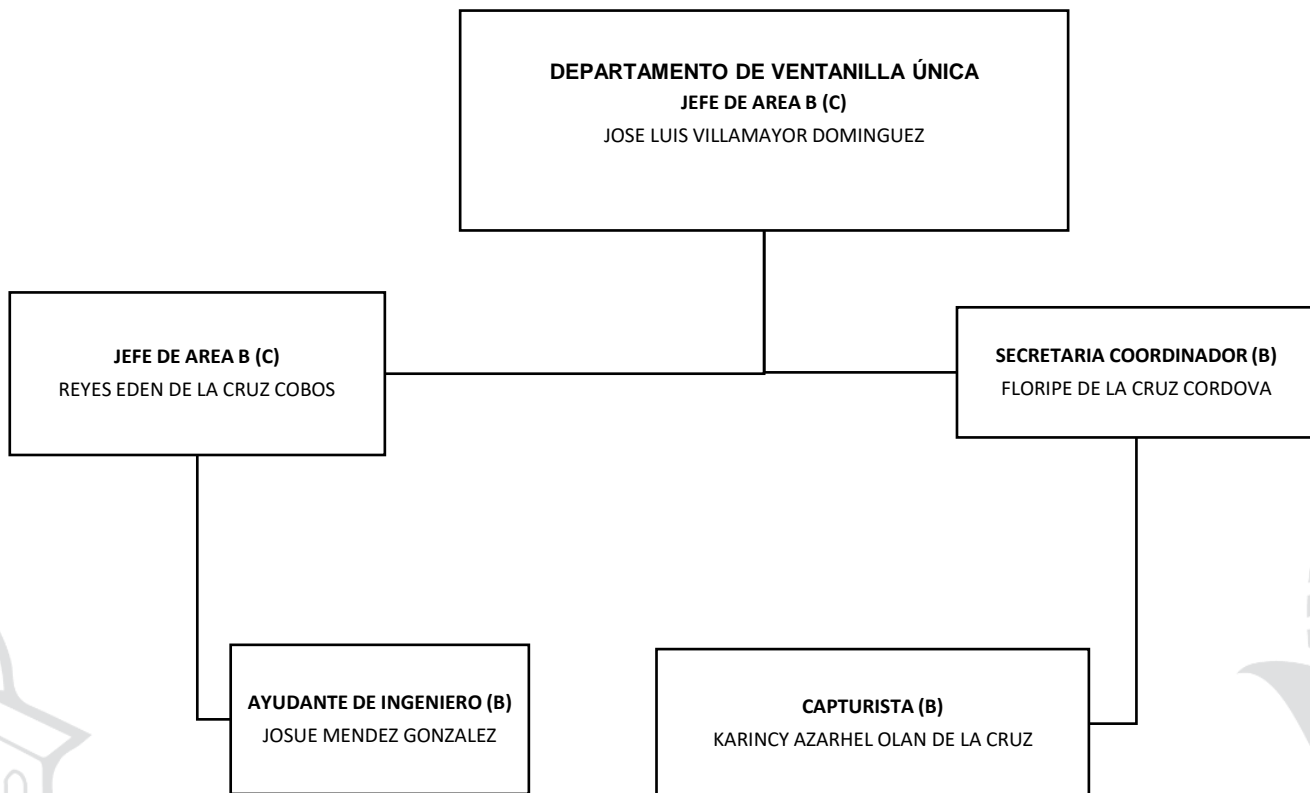 DEPARTAMENTO DE VENTANILLA ÚNICA
JEFE DE AREA B (C)
JOSE LUIS VILLAMAYOR DOMINGUEZ
JEFE DE AREA B (C)
REYES EDEN DE LA CRUZ COBOS
SECRETARIA COORDINADOR (B)
FLORIPE DE LA CRUZ CORDOVA
AYUDANTE DE INGENIERO (B)
JOSUE MENDEZ GONZALEZ
CAPTURISTA (B)
KARINCY AZARHEL OLAN DE LA CRUZ